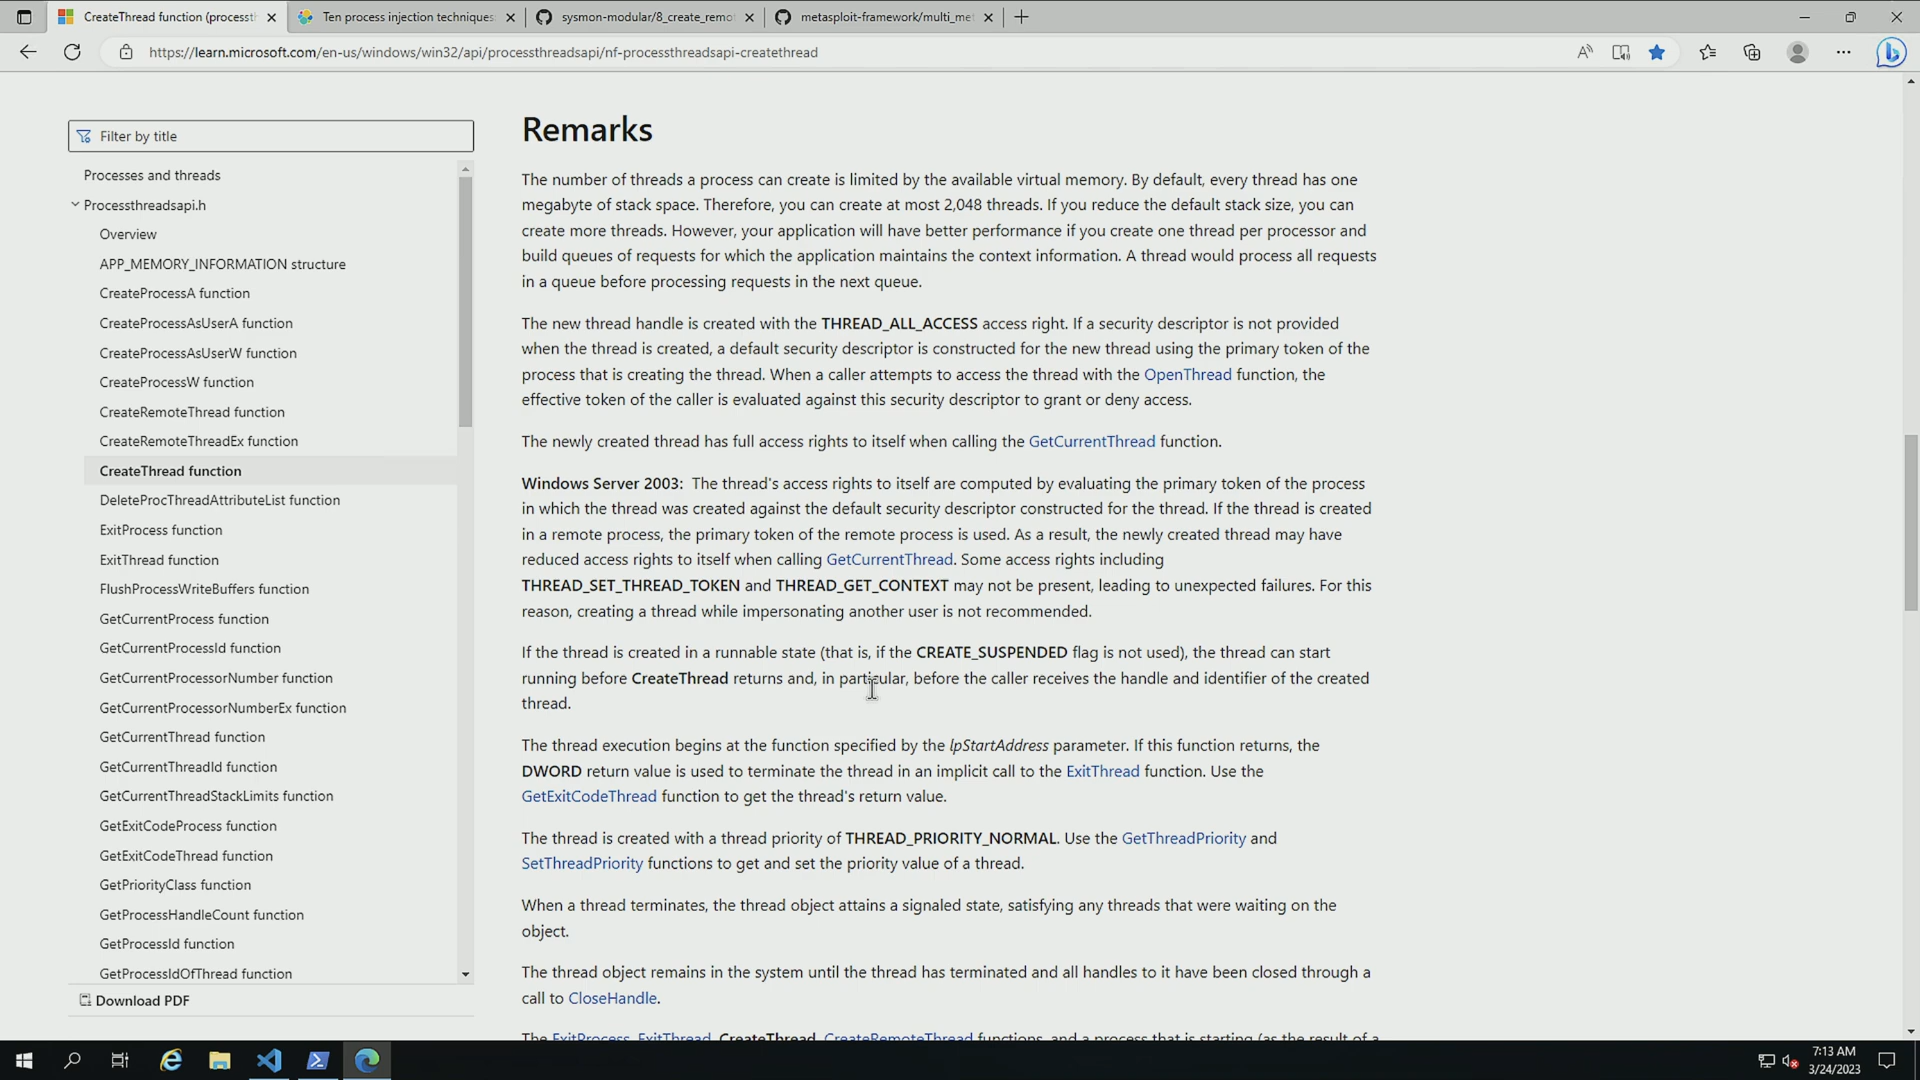 CreateThread function (processth
Ten process injection techniques:
sysmon-modular/8_create_remot
metasploit-framework/multi_met
https://learn.microsoft.com/en-us/windows/win32/api/processthreadsapi/nf-processthreadsapi-createthread
Filter by title
Processes and threads
Processthreadsapi.h
Overview
APP_MEMORY_INFORMATION structure
CreateProcessA function
CreateProcessAsUserA function
CreateProcessAsUserW function
CreateProcessW function
CreateRemoteThread function
CreateRemoteThreadEx function
CreateThread function
DeleteProcThreadAttributeList function
ExitProcess function
ExitThread function
FlushProcessWriteBuffers function
GetCurrentProcess function
GetCurrentProcessId function
GetCurrentProcessorNumber function
GetCurrentProcessorNumberEx function
GetCurrentThread function
GetCurrentThreadId function
GetCurrentThreadStackLimits function
GetExitCodeProcess function
GetExitCodeThread function
GetPriorityClass function
GetProcessHandleCount function
GetProcessId function
GetProcessIdOfThread function
Download PDF
Remarks
The number of threads a process can create is limited by the available virtual memory. By default, every thread has one
megabyte of stack space. Therefore, you can create at most 2,048 threads. If you reduce the default stack size, you can
create more threads. However, your application will have better performance if you create one thread per processor and
build queues of requests for which the application maintains the context information. A thread would process all requests
in a queue before processing requests in the next queue.
The new thread handle is created with the THREAD_ALL_ACCESS access right. If a security descriptor is not provided
when the thread is created, a default security descriptor is constructed for the new thread using the primary token of the
process that is creating the thread. When a caller attempts to access the thread with the OpenThread function, the
effective token of the caller is evaluated against this security descriptor to grant or deny access.
The newly created thread has full access rights to itself when calling the GetCurrentThread function.
Windows Server 2003: The thread's access rights to itself are computed by evaluating the primary token of the process
in which the thread was created against the default security descriptor constructed for the thread. If the thread is created
in a remote process, the primary token of the remote process is used. As a result, the newly created thread may have
reduced access rights to itself when calling GetCurrentThread. Some access rights including
THREAD_SET_THREAD_TOKEN and THREAD_GET_CONTEXT may not be present, leading to unexpected failures. For this
reason, creating a thread while impersonating another user is not recommended.
If the thread is created in a runnable state (that is, if the CREATE_SUSPENDED flag is not used), the thread can start
running before CreateThread returns and, in particular, before the caller receives the handle and identifier of the created
thread.
The thread execution begins at the function specified by the lpStartAddress parameter. If this function returns, the
DWORD return value is used to terminate the thread in an implicit call to the ExitThread function. Use the
GetExitCodeThread function to get the thread's return value.
The thread is created with a thread priority of THREAD_PRIORITY_NORMAL. Use the GetThreadPriority and
SetThreadPriority functions to get and set the priority value of a thread.
When a thread terminates, the thread object attains a signaled state, satisfying any threads that were waiting on the
object.
The thread object remains in the system until the thread has terminated and all handles to it have been closed through a
call to CloseHandle.
The ExitProcess, ExitThread, CreateThread, CreateRemoteThread functions, and a process that is starting (as the result of a
7:13 AM
3/24/2023